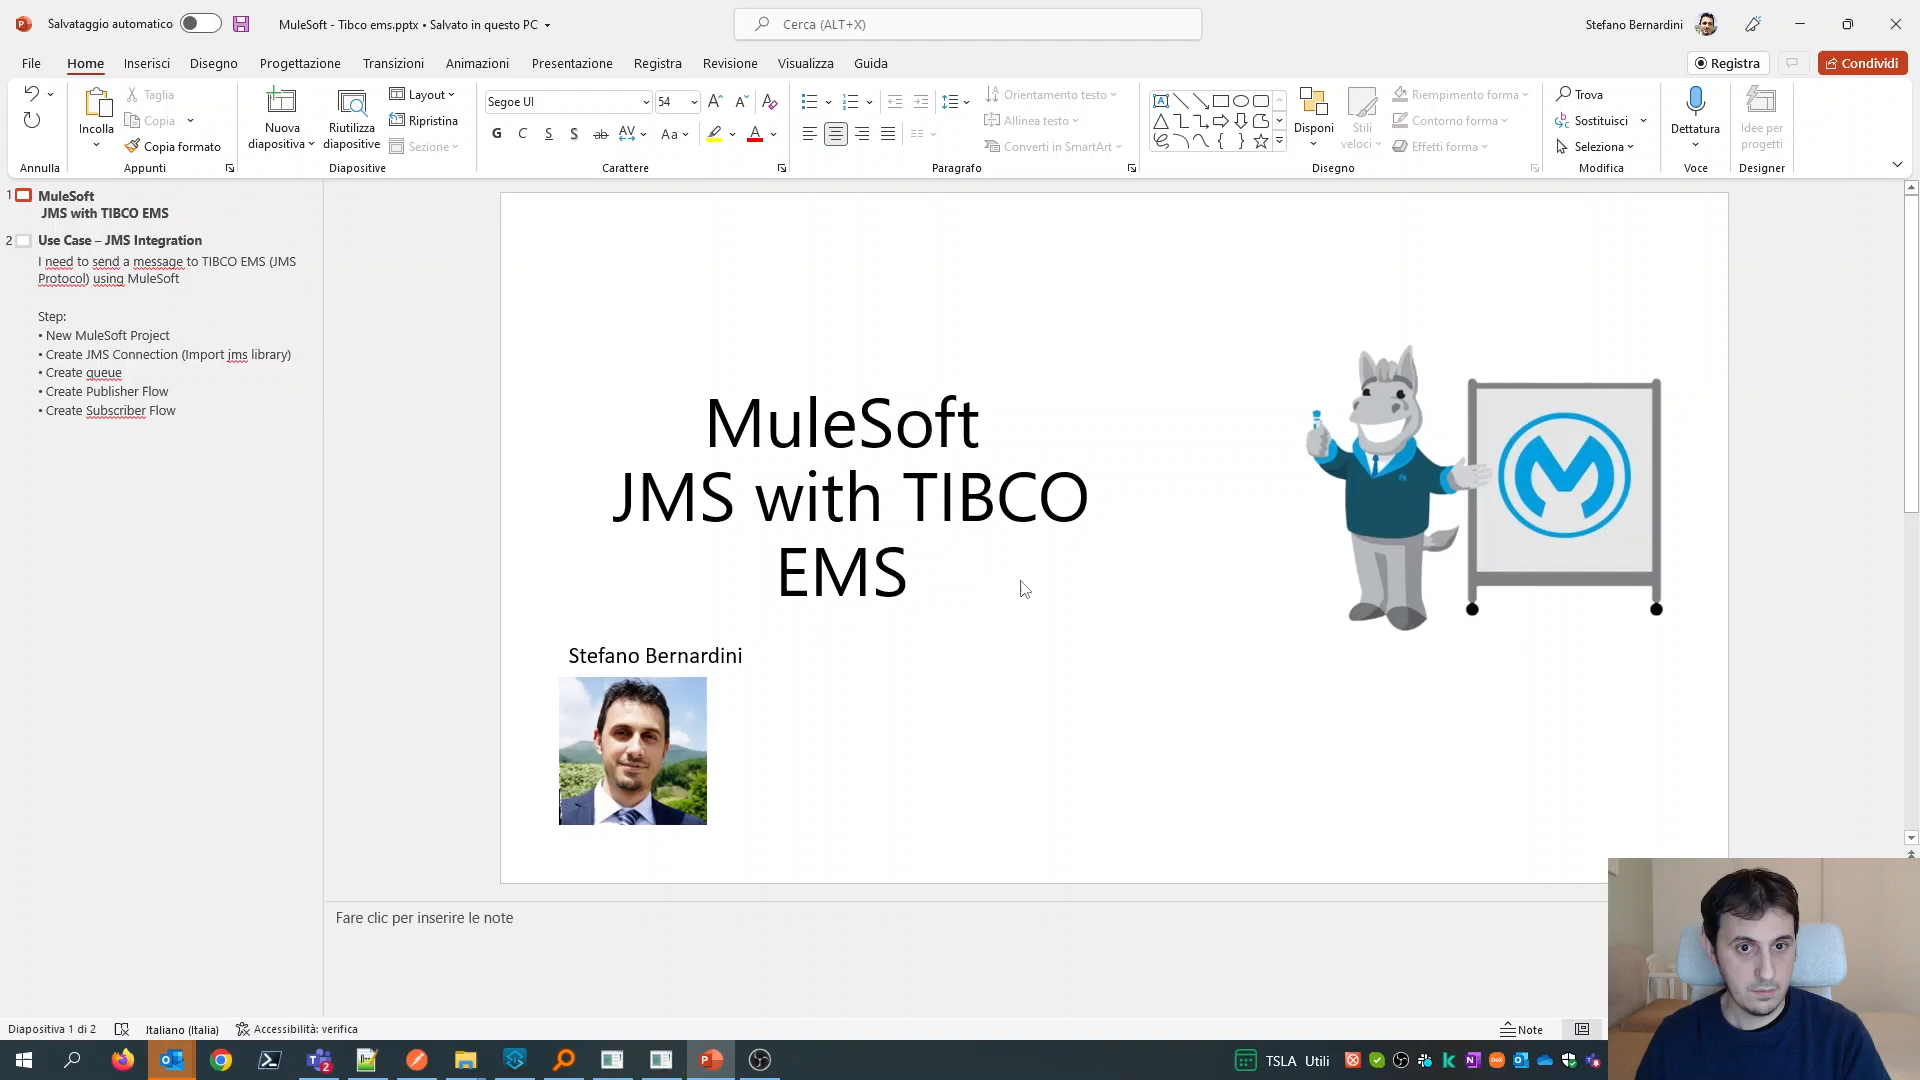 Salvataggio automatico
MuleSoft - Tibco ems.pptx • Salvato in questo PC
Cerca (ALT+X)
Stefano Bernardini
File Home Inserisci Disegno Progettazione Transizioni Animazioni Presentazione Registra Revisione Visualizza Guida
Registra
Condividi
Incolla
Taglia
Copia
Copia formato
Nuova diapositiva
Riutilizza diapositive
Layout
Ripristina
Sezione
Segoe UI 54
G C S S ab AV Aa A
Orientamento testo
Allinea testo
Converti in SmartArt
Disponi
Stili veloci
Riempimento forma
Contorno forma
Effetti forma
Trova
Sostituisci
Seleziona
Dettatura
Idee per progetti
Annulla Appunti Diapositive Carattere Paragrafo Disegno Modifica Voce Designer
1 MuleSoft
JMS with TIBCO EMS
2 Use Case – JMS Integration
I need to send a message to TIBCO EMS (JMS
Protocol) using MuleSoft
Step:
• New MuleSoft Project
• Create JMS Connection (Import jms library)
• Create queue
• Create Publisher Flow
• Create Subscriber Flow
MuleSoft
JMS with TIBCO
EMS
Stefano Bernardini
Fare clic per inserire le note
Diapositiva 1 di 2 Italiano (Italia) Accessibilità: verifica
Note
TSLA Utili